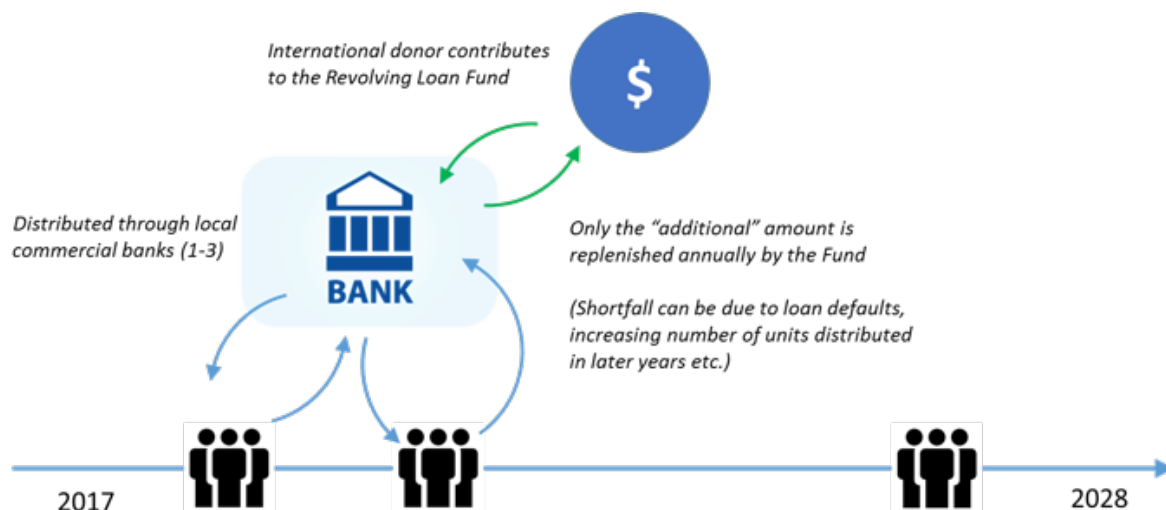 International donor contributes
to the Revolving Loan Fund
$
Distributed through local
commercial banks (1-3)
BANK
Only the “additional” amount is
replenished annually by the Fund
(Shortfall can be due to loan defaults,
increasing number of units distributed
in later years etc.)
2017
2028